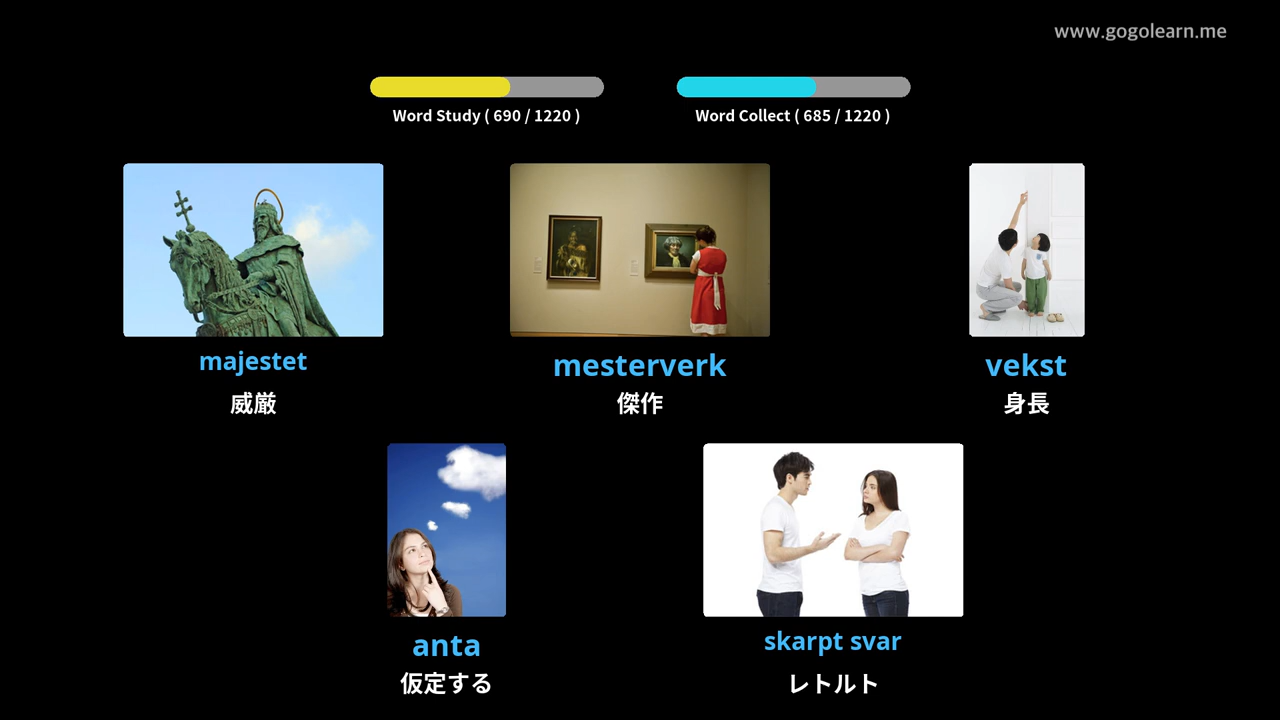 www.gogolearn.me
Word Study ( 690 / 1220 )
Word Collect ( 685 / 1220 )
majestet
威厳
mesterverk
傑作
vekst
身長
anta
仮定する
skarpt svar
レトルト